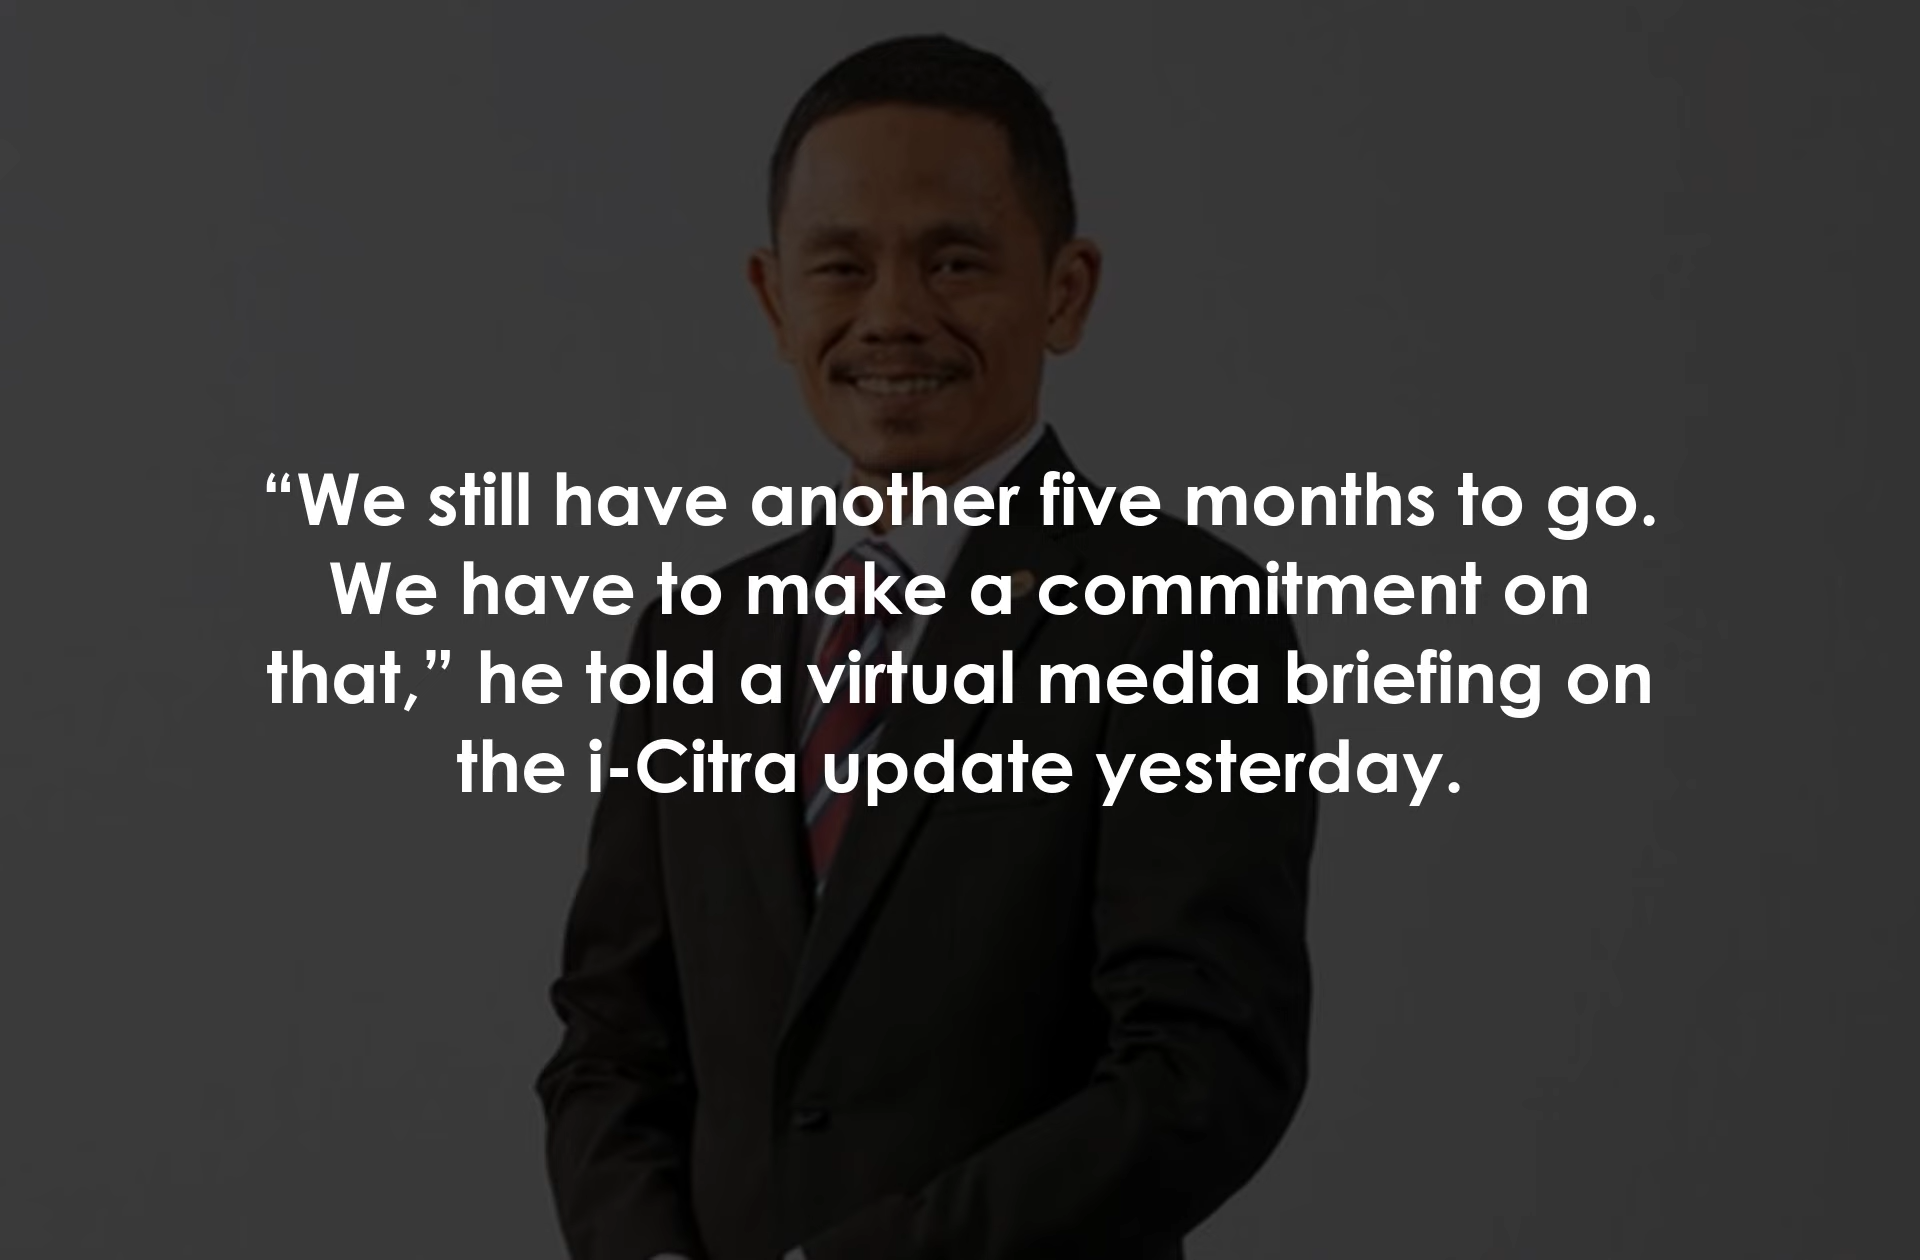 “We still have another five months to go.
We have to make a commitment on
that,” he told a virtual media briefing on
the i-Citra update yesterday.